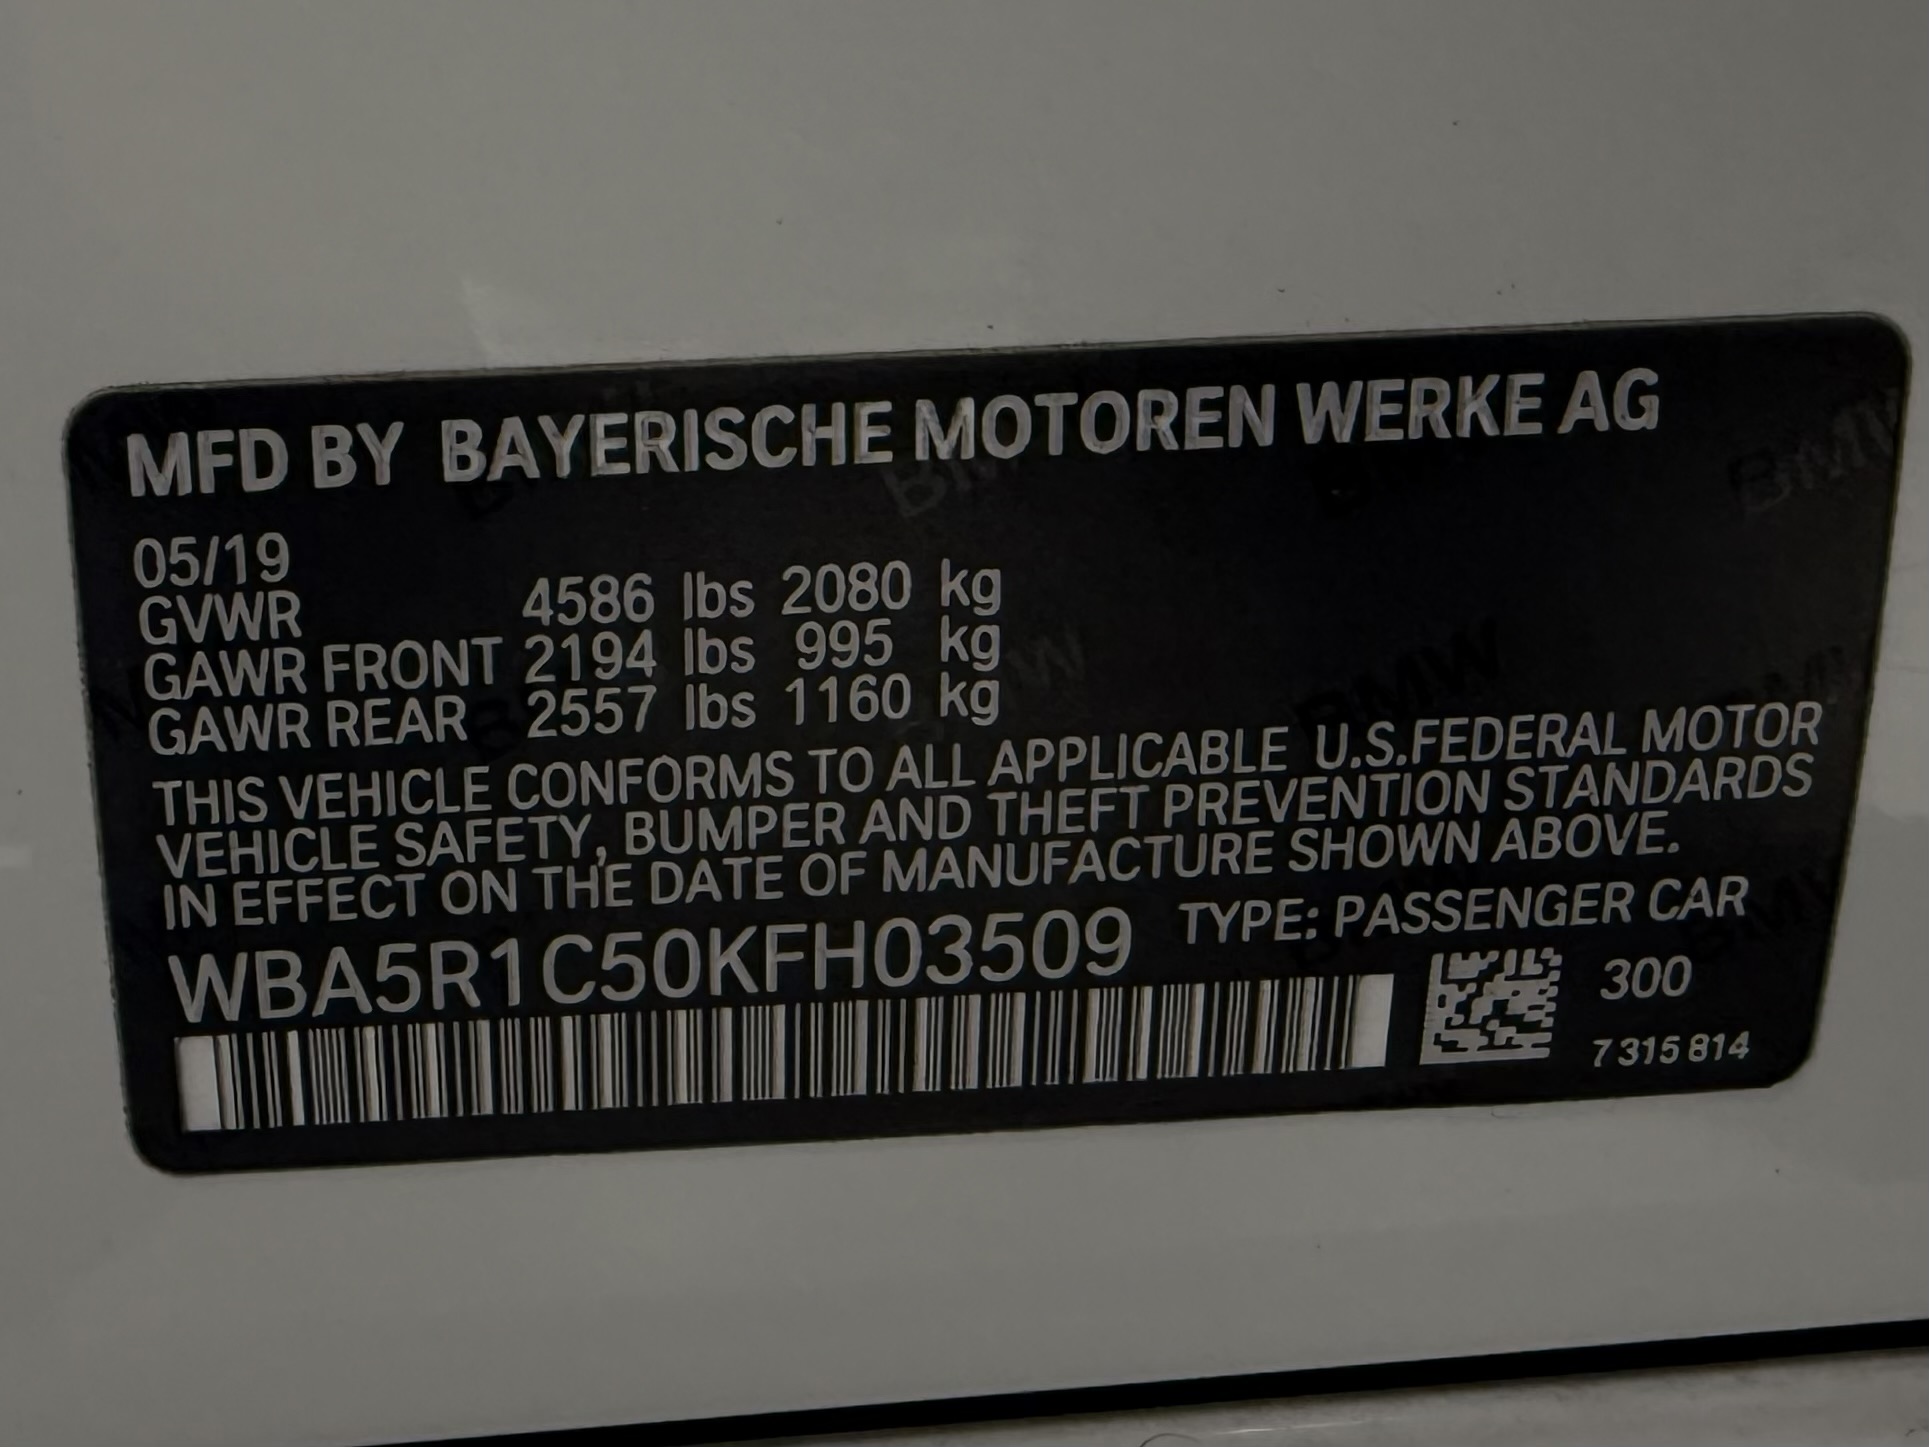 MFD BY BAYERISCHE MOTOREN WERKE AG
05/19
GVWR 4586 lbs 2080 kg
GAWR FRONT 2194 lbs 995 kg
GAWR REAR 2557 lbs 1160 kg
THIS VEHICLE CONFORMS TO ALL APPLICABLE U.S.FEDERAL MOTOR
VEHICLE SAFETY, BUMPER AND THEFT PREVENTION STANDARDS
IN EFFECT ON THE DATE OF MANUFACTURE SHOWN ABOVE.
WBA5R1C50KFH03509 TYPE: PASSENGER CAR
300
7 315 814